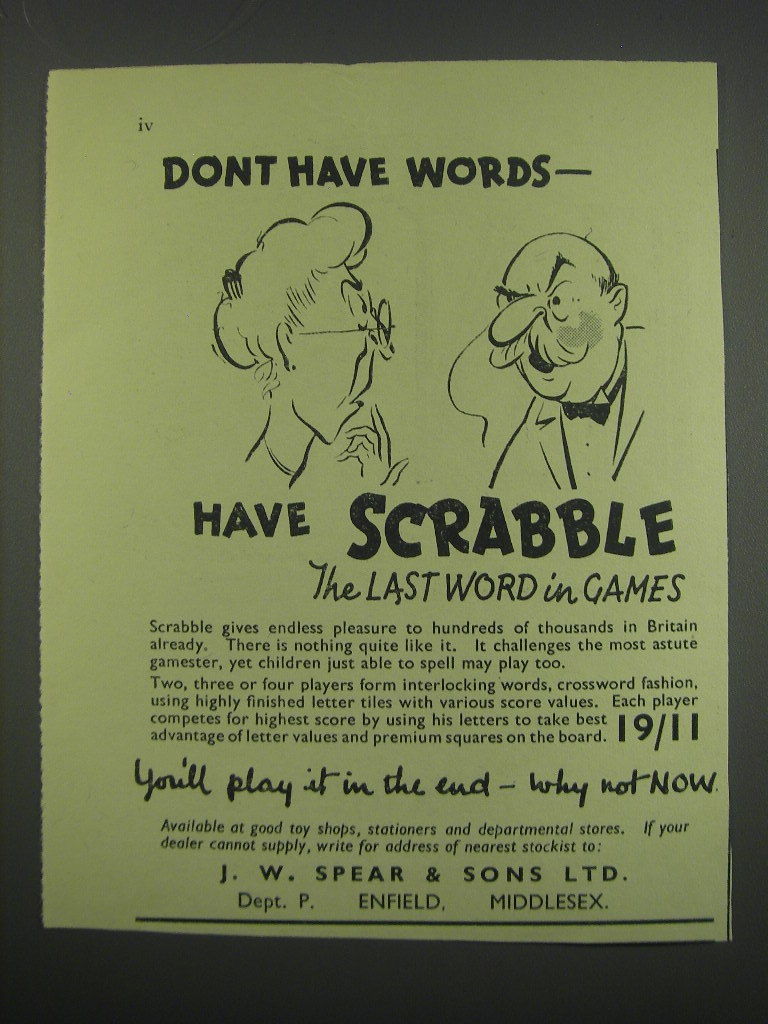 iv
DONT HAVE WORDS—
HAVE SCRABBLE
The LAST WORD in GAMES
Scrabble gives endless pleasure to hundreds of thousands in Britain
already. There is nothing quite like it. It challenges the most astute
gamester, yet children just able to spell may play too.
Two, three or four players form interlocking words, crossword fashion,
using highly finished letter tiles with various score values. Each player
competes for highest score by using his letters to take best
advantage of letter values and premium squares on the board. 19/11
You'll play it in the end – why not NOW.
Available at good toy shops, stationers and departmental stores. If your
dealer cannot supply, write for address of nearest stockist to:
J. W. SPEAR & SONS LTD.
Dept. P. ENFIELD, MIDDLESEX.